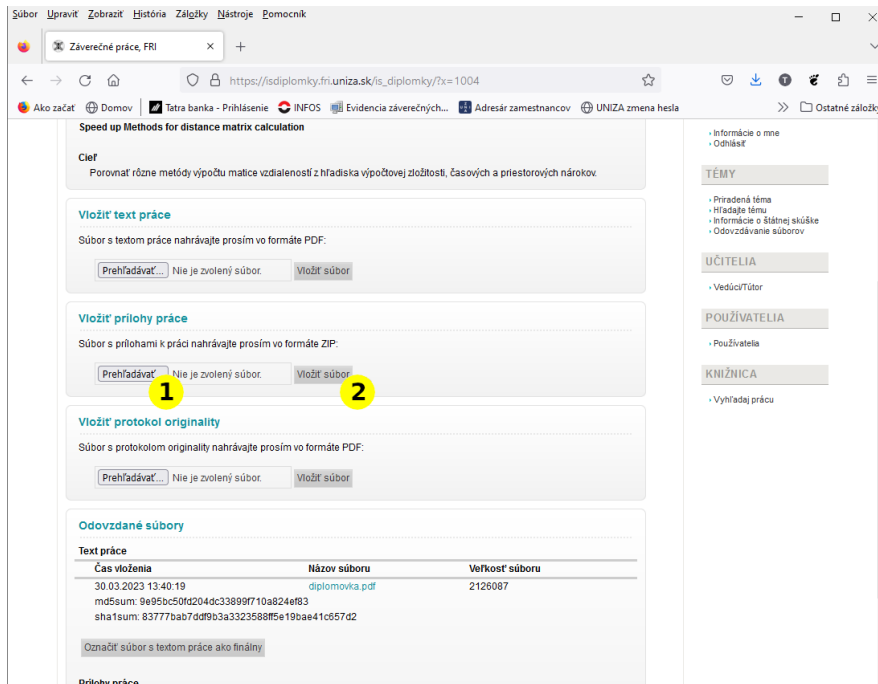 Súbor Upraviť Zobraziť História Záložky Nástroje Pomocník
Záverečné práce, FRI
https://isdiplomky.fri.uniza.sk/is_diplomky/?x=1004
Ako začať Domov Tatra banka - Prihlásenie INFOS Evidencia záverečných... Adresár zamestnancov UNIZA zmena hesla Ostatné záložky
Speed up Methods for distance matrix calculation
Cieľ
Porovnať rôzne metódy výpočtu matice vzdialeností z hľadiska výpočtovej zložitosti, časových a priestorových nárokov.
Vložiť text práce
Súbor s textom práce nahrávajte prosím vo formáte PDF:
Prehľadávať... Nie je zvolený súbor. Vložiť súbor
Vložiť prílohy práce
Súbor s prílohami k práci nahrávajte prosím vo formáte ZIP:
Prehľadávať... Nie je zvolený súbor. Vložiť súbor
1 2
Vložiť protokol originality
Súbor s protokolom originality nahrávajte prosím vo formáte PDF:
Prehľadávať... Nie je zvolený súbor. Vložiť súbor
Odovzdané súbory
Text práce
Čas vloženia Názov súboru Veľkosť súboru
30.03.2023 13:40:19 diplomovka.pdf 2126087
md5sum: 9e95bc50fd204dc33899f710a824ef83
sha1sum: 83777bab7ddf9b3a3323588ff5e19bae41c657d2
Označiť súbor s textom práce ako finálny
Prílohy práce
Informácie o mne
Odhlásiť
TÉMY
Priradená téma
Hľadajte tému
Informácie o štátnej skúške
Odovzdávanie súborov
UČITELIA
Vedúci/Tútor
POUŽÍVATELIA
Používatelia
KNIŽNICA
Vyhľadaj prácu